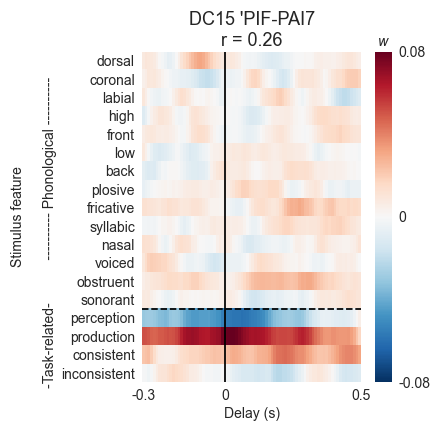 DC15 'PIF-PAI7
r = 0.26
w
Stimulus feature
---------- Phonological ----------
-Task-related-
dorsal
coronal
labial
high
front
low
back
plosive
fricative
syllabic
nasal
voiced
obstruent
sonorant
perception
production
consistent
inconsistent
0.08
0
-0.08
-0.3 0 0.5
Delay (s)